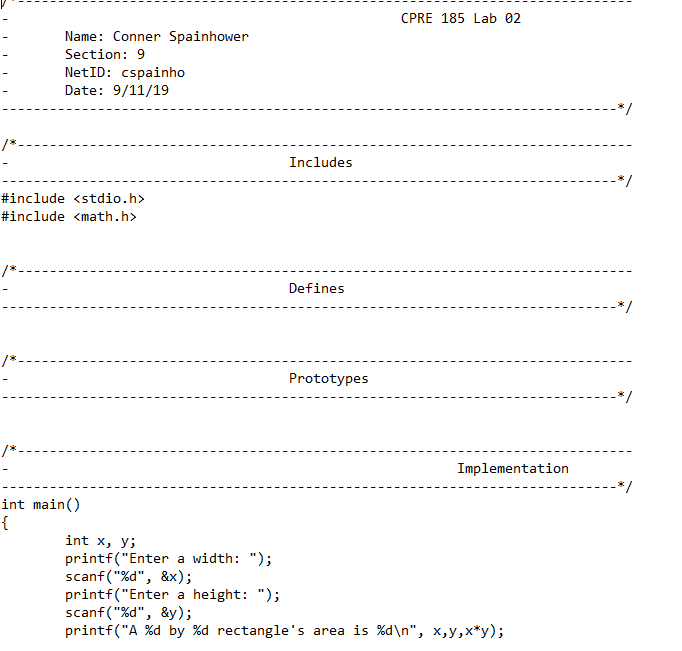 /*-----------------------------------------------------------------------------
-						CPRE 185 Lab 02
-	Name: Conner Spainhower
-	Section: 9
-	NetID: cspainho
-	Date: 9/11/19
-----------------------------------------------------------------------------*/
/*-----------------------------------------------------------------------------
-				Includes
-----------------------------------------------------------------------------*/
#include <stdio.h>
#include <math.h>
/*-----------------------------------------------------------------------------
-				Defines
-----------------------------------------------------------------------------*/
/*-----------------------------------------------------------------------------
-				Prototypes
-----------------------------------------------------------------------------*/
/*-----------------------------------------------------------------------------
-						Implementation
-----------------------------------------------------------------------------*/
int main()
{
	int x, y;
	printf("Enter a width: ");
	scanf("%d", &x);
	printf("Enter a height: ");
	scanf("%d", &y);
	printf("A %d by %d rectangle's area is %d\n", x,y,x*y);